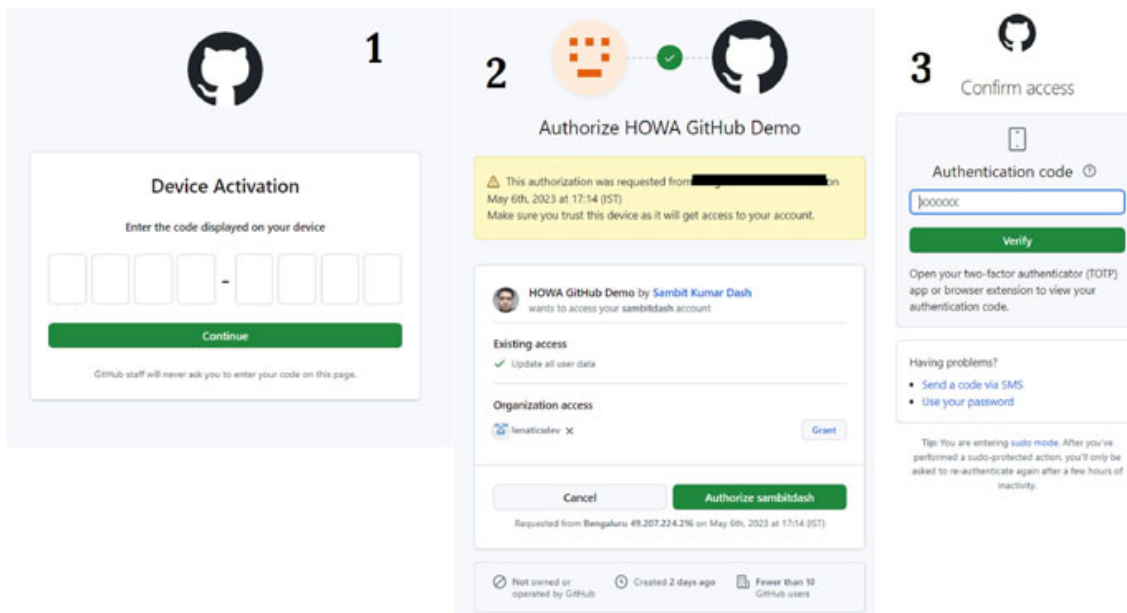 1
Device Activation
Enter the code displayed on your device
-
Continue
GitHub staff will never ask you to enter your code on this page.
2
Authorize HOWA GitHub Demo
This authorization was requested from on
May 6th, 2023 at 17:14 (IST)
Make sure you trust this device as it will get access to your account.
HOWA GitHub Demo by Sambit Kumar Dash
wants to access your sambitdash account
Existing access
Update all user data
Organization access
lenaticsdev
Grant
Cancel
Authorize sambitdash
Requested from Bengaluru 49.207.224.216 on May 6th, 2023 at 17:14 (IST)
Not owned or
operated by GitHub
Created 2 days ago
Fewer than 10
GitHub users
3
Confirm access
Authentication code
XXXXXX
Verify
Open your two-factor authenticator (TOTP)
app or browser extension to view your
authentication code.
Having problems?
• Send a code via SMS
• Use your password
Tip: You are entering sudo mode. After you've
performed a sudo-protected action, you'll only be
asked to re-authenticate again after a few hours of
inactivity.